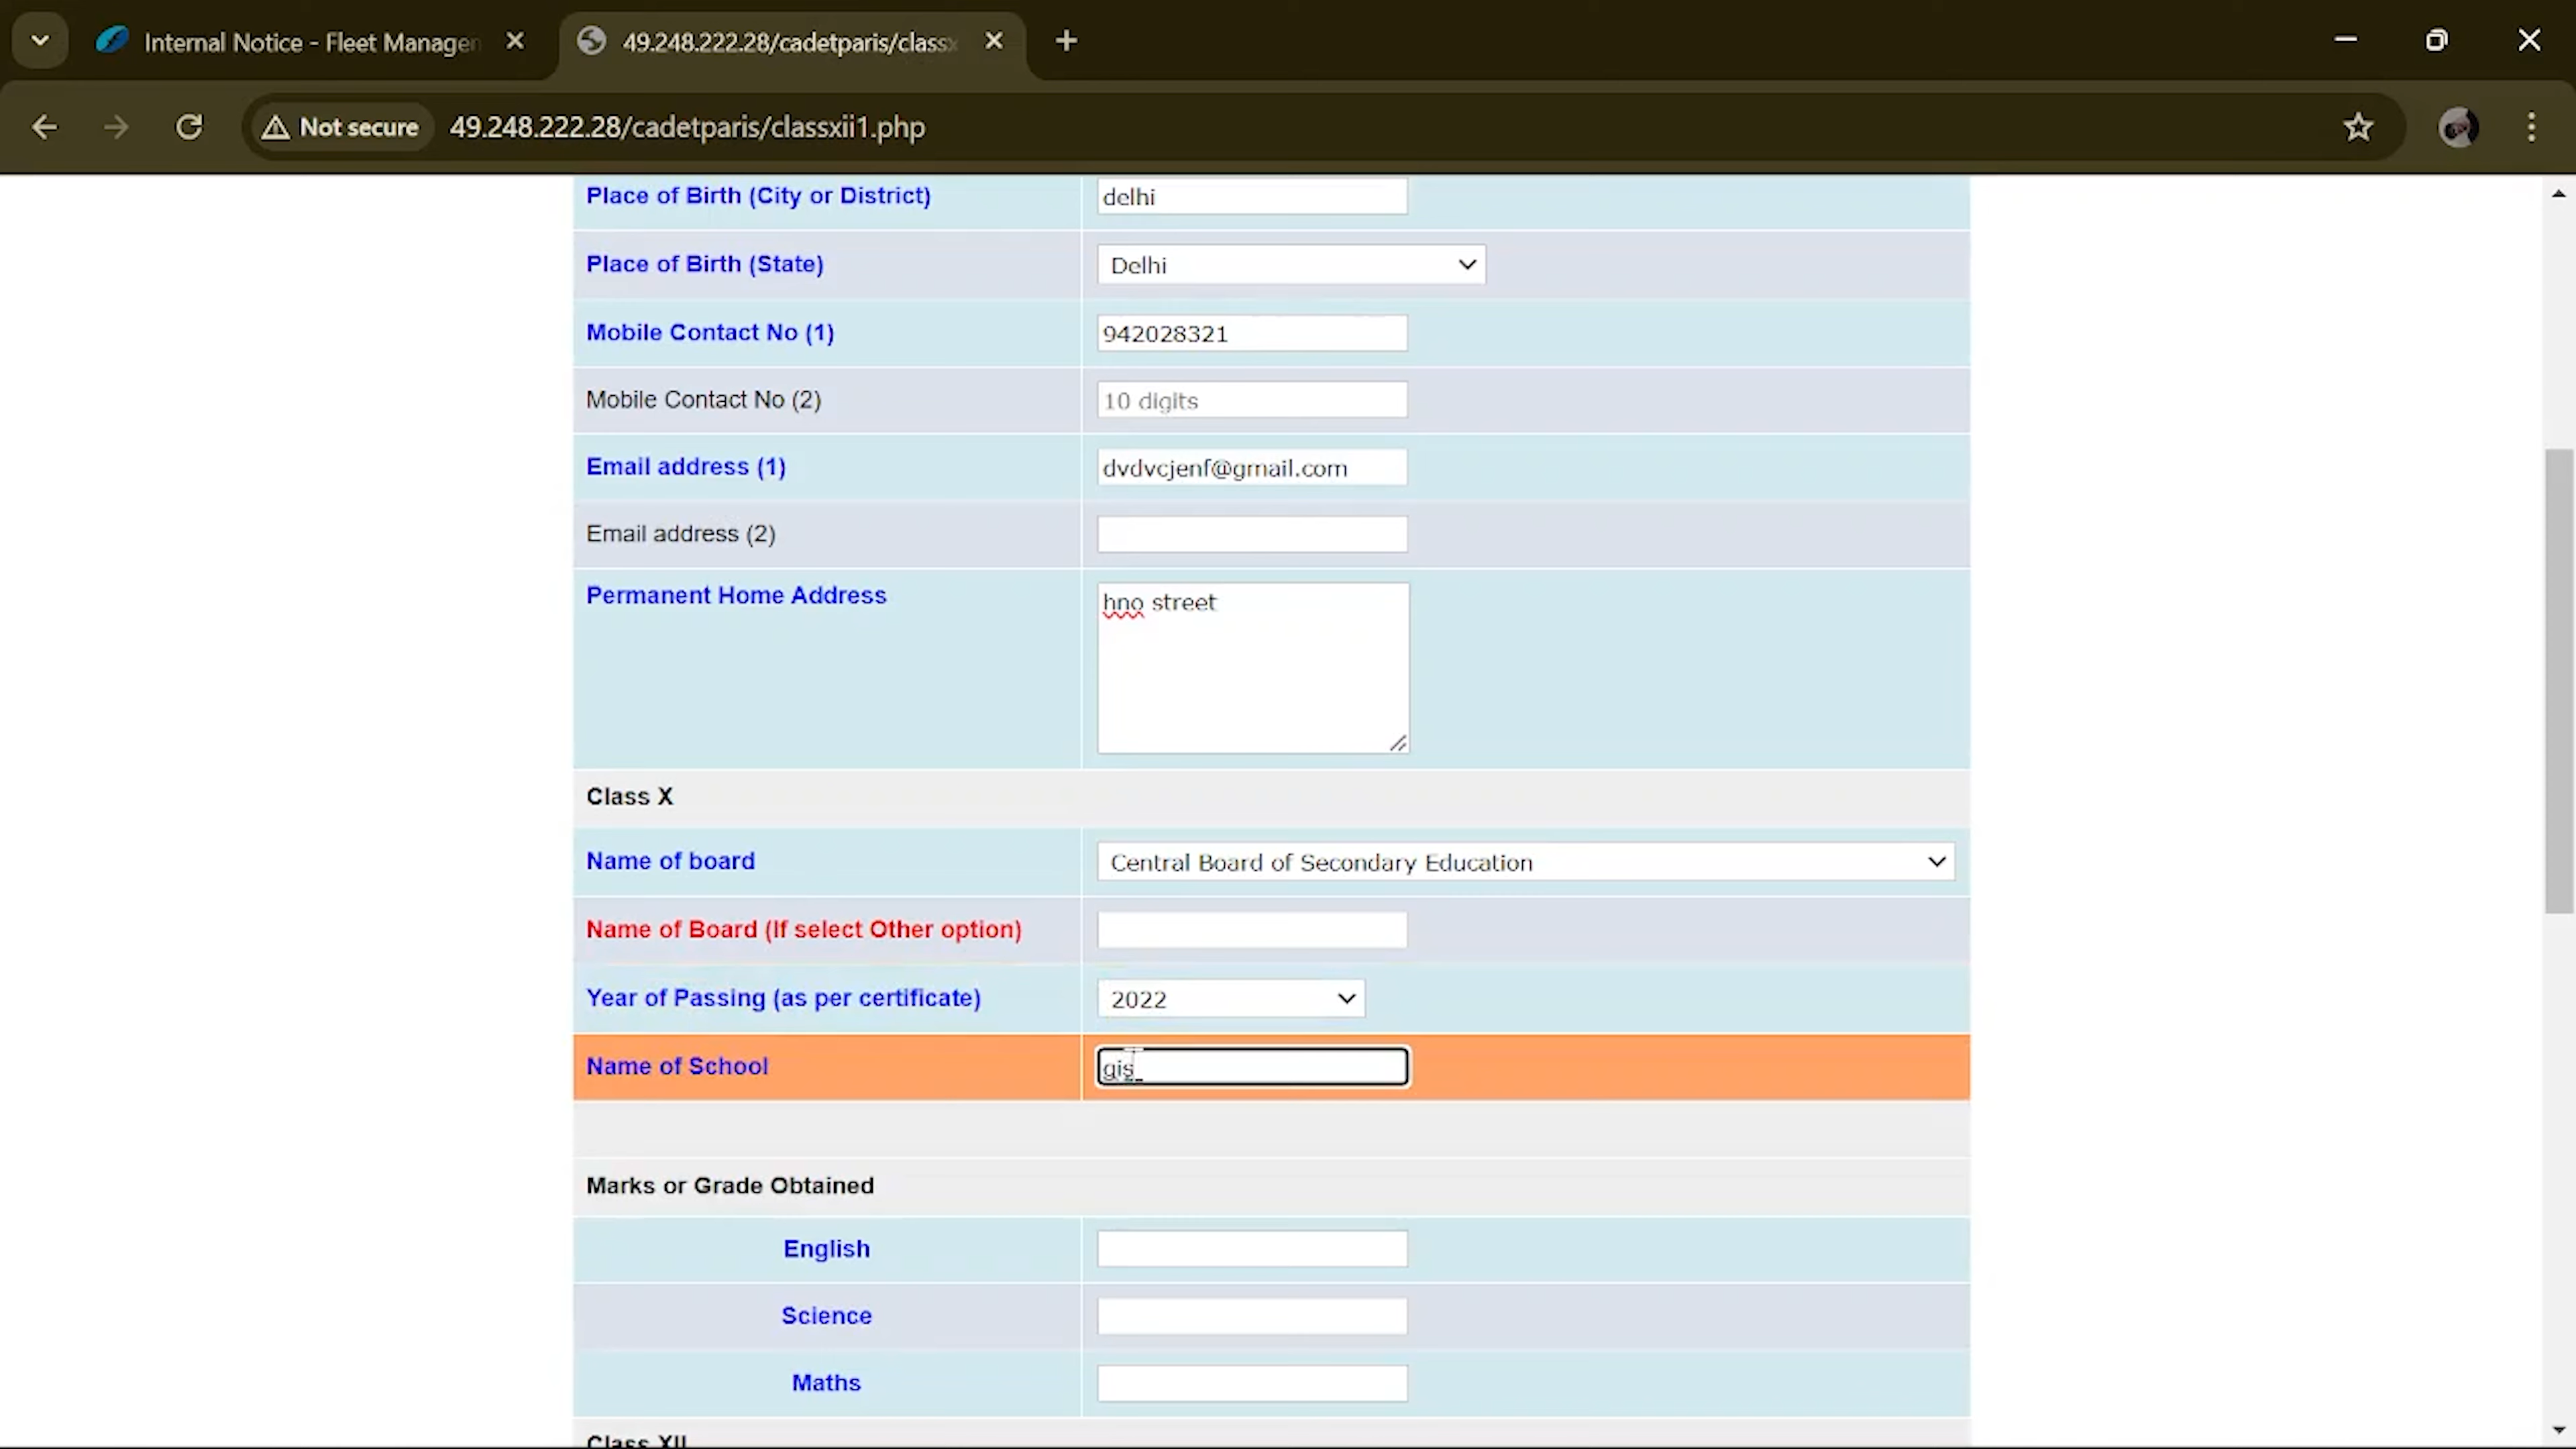 Internal Notice - Fleet Managem
49.248.222.28/cadetparis/classx
Not secure
49.248.222.28/cadetparis/classxii1.php
Place of Birth (City or District)
delhi
Place of Birth (State)
Delhi
Mobile Contact No (1)
942028321
Mobile Contact No (2)
10 digits
Email address (1)
dvdvcjenf@gmail.com
Email address (2)
Permanent Home Address
hno street
Class X
Name of board
Central Board of Secondary Education
Name of Board (If select Other option)
Year of Passing (as per certificate)
2022
Name of School
gis
Marks or Grade Obtained
English
Science
Maths
Class XII